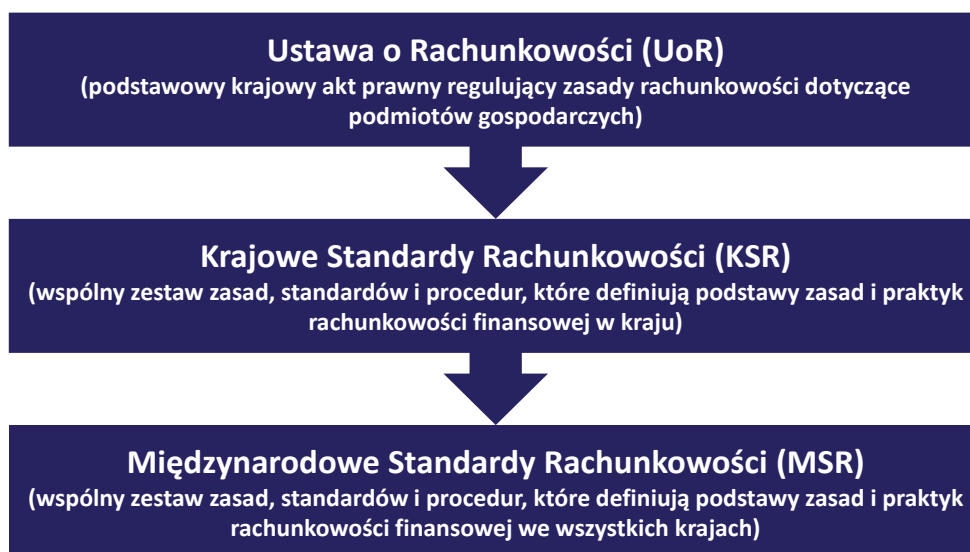 Ustawa o Rachunkowości (UoR)
(podstawowy krajowy akt prawny regulujący zasady rachunkowości dotyczące
podmiotów gospodarczych)
Krajowe Standardy Rachunkowości (KSR)
(wspólny zestaw zasad, standardów i procedur, które definiują podstawy zasad i praktyk
rachunkowości finansowej w kraju)
Międzynarodowe Standardy Rachunkowości (MSR)
(wspólny zestaw zasad, standardów i procedur, które definiują podstawy zasad i praktyk
rachunkowości finansowej we wszystkich krajach)